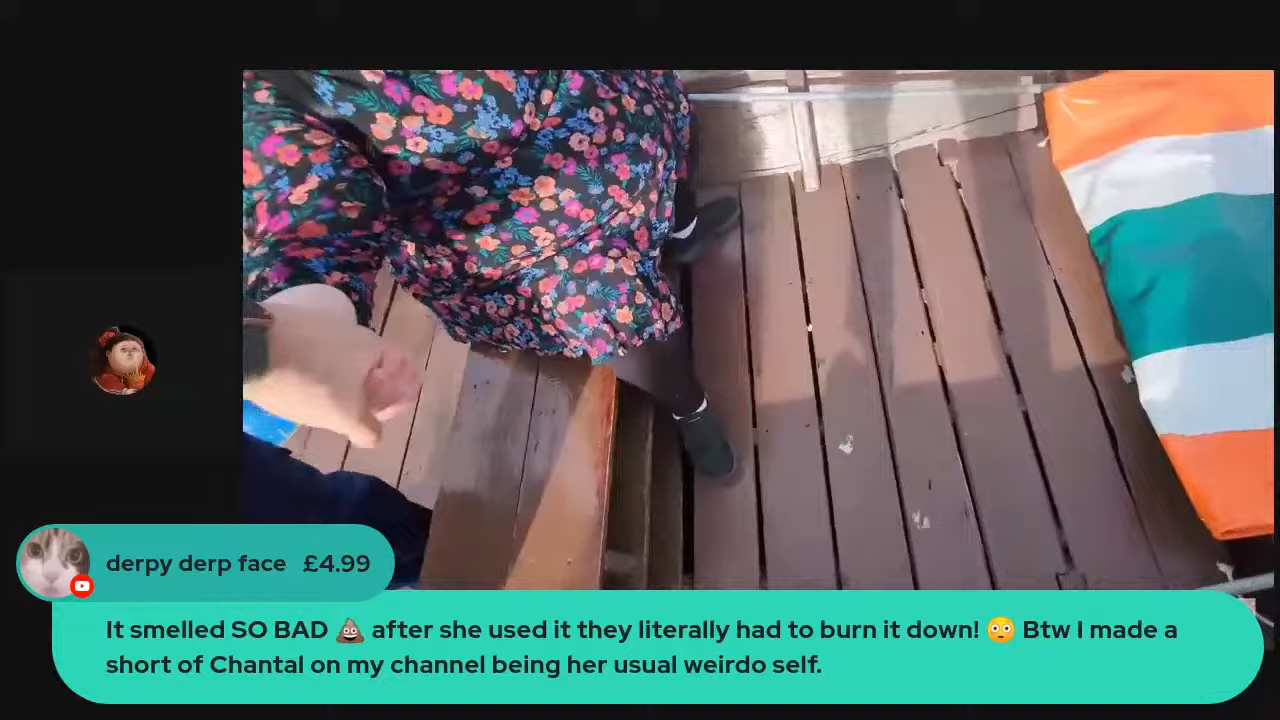 derpy derp face £4.99
It smelled SO BAD 💩 after she used it they literally had to burn it down! 😳 Btw I made a
short of Chantal on my channel being her usual weirdo self.